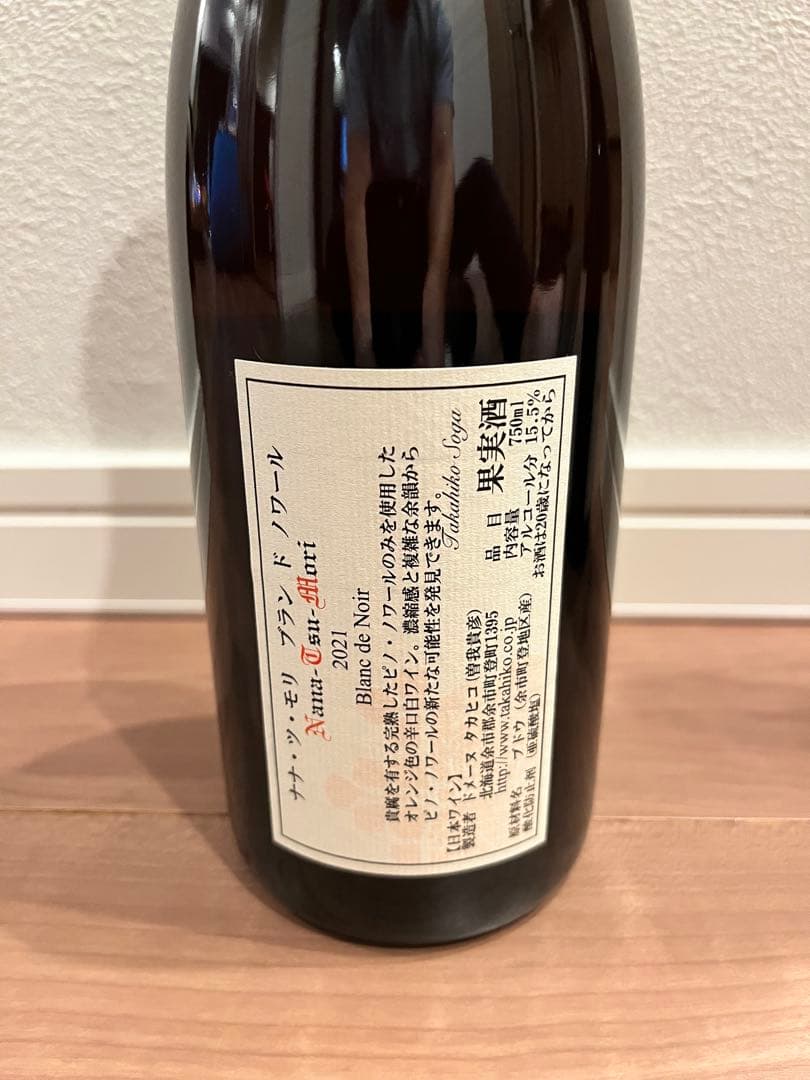 ナナ・ツ・モリ ブラン ド ノワール
Nana-Tsu-Mori
2021
Blanc de Noir
貴腐を有する完熟したピノ・ノワールのみを使用した
オレンジ色の辛口白ワイン。濃縮感と複雑な余韻から
ピノ・ノワールの新たな可能性を発見できます。
Takahiko Soga
【日本ワイン】
製造者 ドメーヌ タカヒコ(曽我貴彦)
北海道余市郡余市町登町1395
http://www.takahiko.co.jp
原材料名 ブドウ (余市町登地区産)
酸化防止剤 (亜硫酸塩)
品目 果実酒
内容量 750ml
アルコール分 15.5%
お酒は20歳になってから